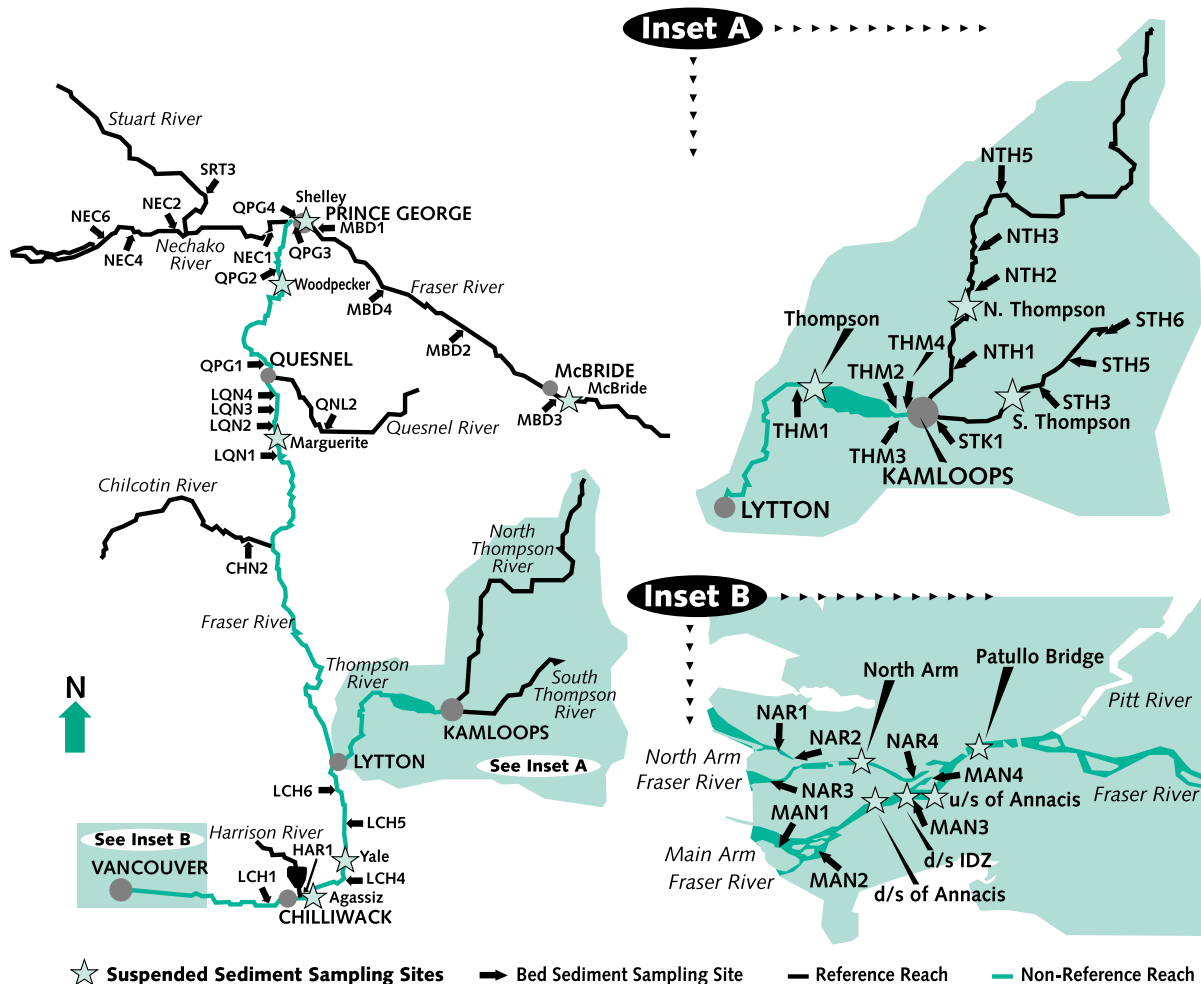 Inset A
Stuart River
SRT3
NEC2
NEC6
NEC4
Nechako
River
NEC1
QPG4
Shelley
PRINCE GEORGE
MBD1
QPG3
QPG2
Woodpecker
Fraser River
MBD4
MBD2
McBRIDE
McBride
MBD3
QPG1
QUESNEL
LQN4
LQN3
LQN2
QNL2
Quesnel River
Marguerite
LQN1
Chilcotin River
CHN2
Fraser River
North
Thompson
River
Thompson
River
South
Thompson
River
KAMLOOPS
See Inset A
N
LYTTON
LCH6
LCH5
Harrison River
HAR1
Yale
LCH4
See Inset B
VANCOUVER
LCH1
Agassiz
CHILLIWACK
NTH5
NTH3
NTH2
N. Thompson
Thompson
THM4
THM2
NTH1
STH6
STH5
STH3
S. Thompson
THM1
THM3
STK1
KAMLOOPS
LYTTON
Inset B
Patullo Bridge
North Arm
Pitt River
NAR1
NAR2
NAR4
North Arm
Fraser River
NAR3
MAN4
u/s of Annacis
Fraser River
MAN1
MAN3
Main Arm
Fraser River
MAN2
d/s IDZ
d/s of Annacis
Suspended Sediment Sampling Sites
Bed Sediment Sampling Site
Reference Reach
Non-Reference Reach